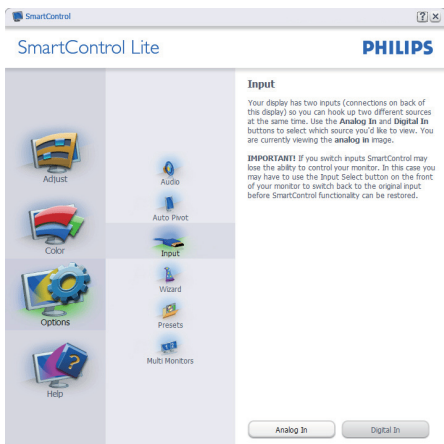 SmartControl
SmartControl Lite
PHILIPS
Adjust
Color
Options
Help
Audio
Auto Pivot
Input
Wizard
Presets
Multi Monitors
Input
Your display has two inputs (connections on back of
this display) so you can hook up two different sources
at the same time. Use the Analog In and Digital In
buttons to select which source you'd like to view. You
are currently viewing the analog in image.
IMPORTANT! If you switch inputs SmartControl may
lose the ability to control your monitor. In this case you
may have to use the Input Select button on the front
of your monitor to switch back to the original input
before SmartControl functionality can be restored.
Analog In
Digital In